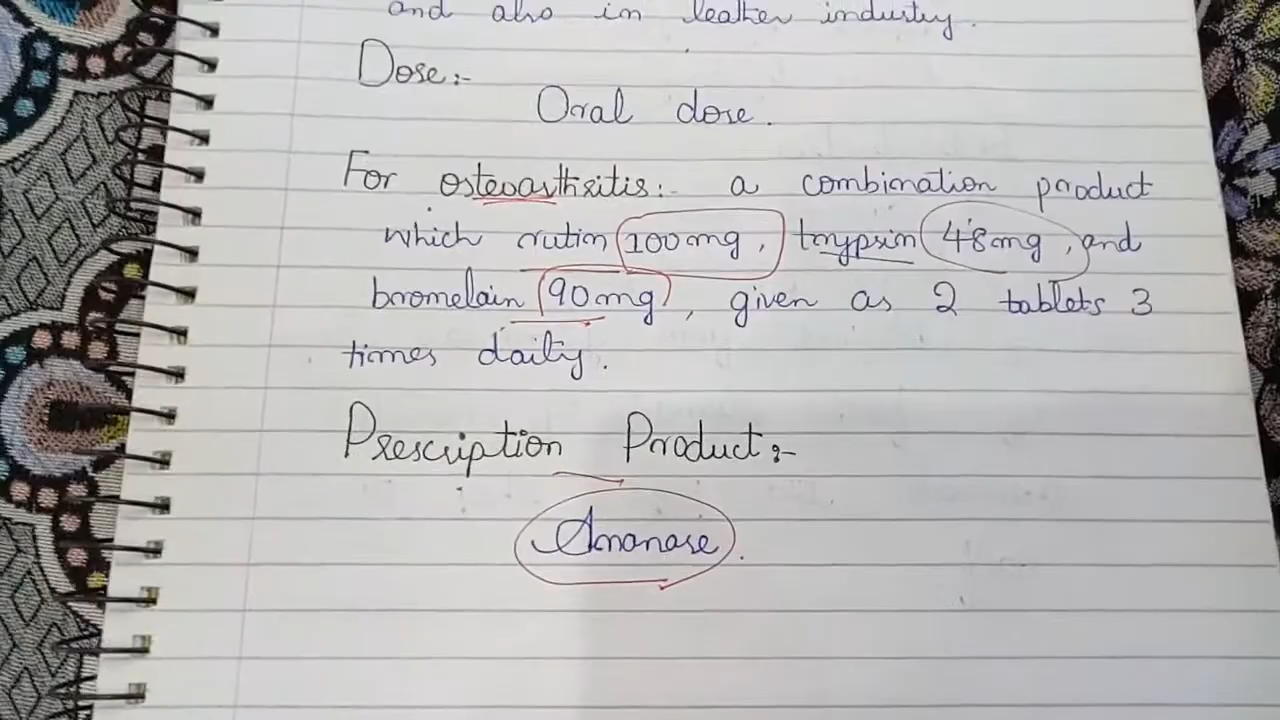 and also in leather industry.
Dose:-
Oral dose.
For osteoarthritis:- a combination product
which rutin 100mg, trypsin 48mg, and
bromelain 90mg, given as 2 tablets 3
times daily.
Prescription Product:-
Ananase.